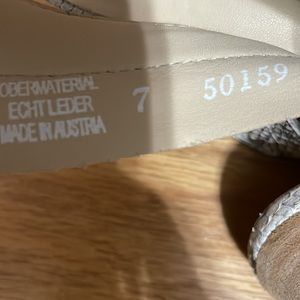 OBERMATERIAL
ECHT LEDER
MADE IN AUSTRIA
7 50159